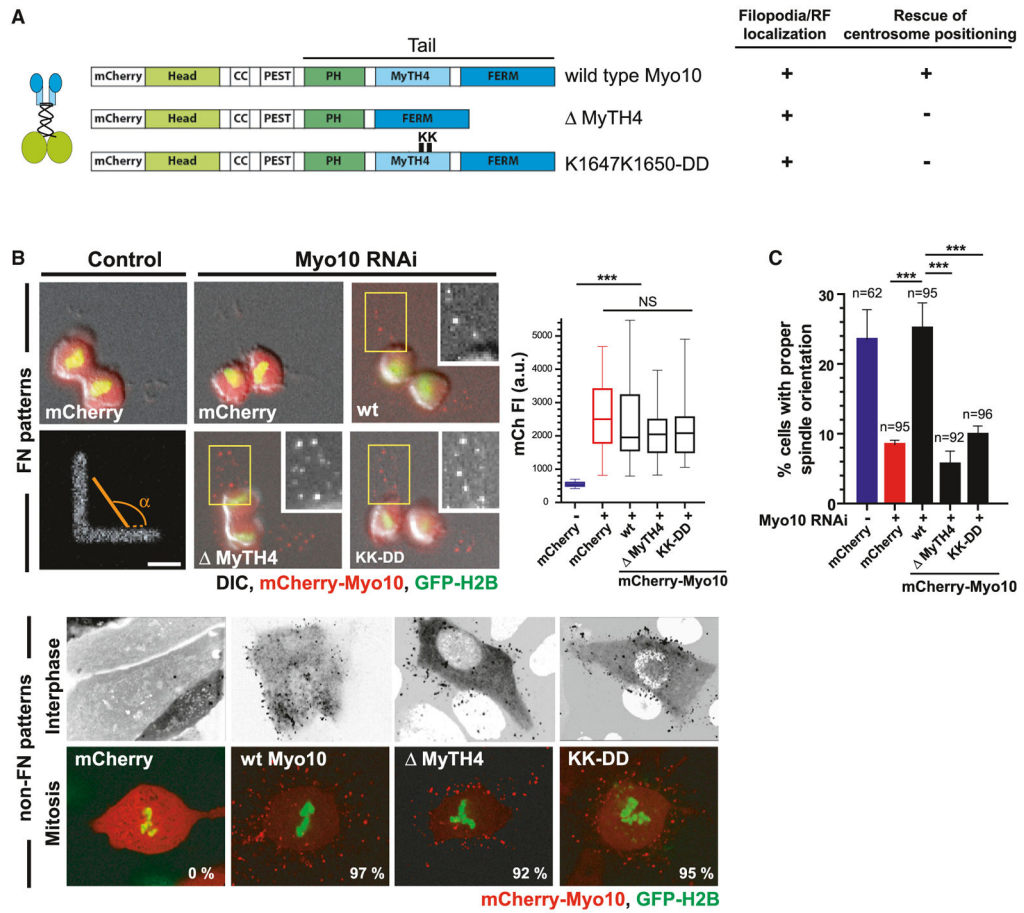 A
Filopodia/RF localization
Rescue of centrosome positioning
Tail
mCherry Head CC PEST PH MyTH4 FERM wild type Myo10 + +
mCherry Head CC PEST PH FERM Δ MyTH4 + -
KK
mCherry Head CC PEST PH MyTH4 FERM K1647K1650-DD + -
B
Control
Myo10 RNAi
FN patterns
mCherry
mCherry
wt
α
Δ MyTH4
KK-DD
DIC, mCherry-Myo10, GFP-H2B
***
NS
mCh FI (a.u.)
5000
4000
3000
2000
1000
0
- + + + +
mCherry
mCherry
wt
Δ MyTH4
KK-DD
mCherry-Myo10
C
***
*** ***
n=62
n=95
n=95
n=92
n=96
% cells with proper spindle orientation
30
20
10
0
Myo10 RNAi - + + + +
mCherry
mCherry
wt
Δ MyTH4
KK-DD
mCherry-Myo10
non-FN patterns
Interphase
Mitosis
mCherry
wt Myo10
Δ MyTH4
KK-DD
0 %
97 %
92 %
95 %
mCherry-Myo10, GFP-H2B